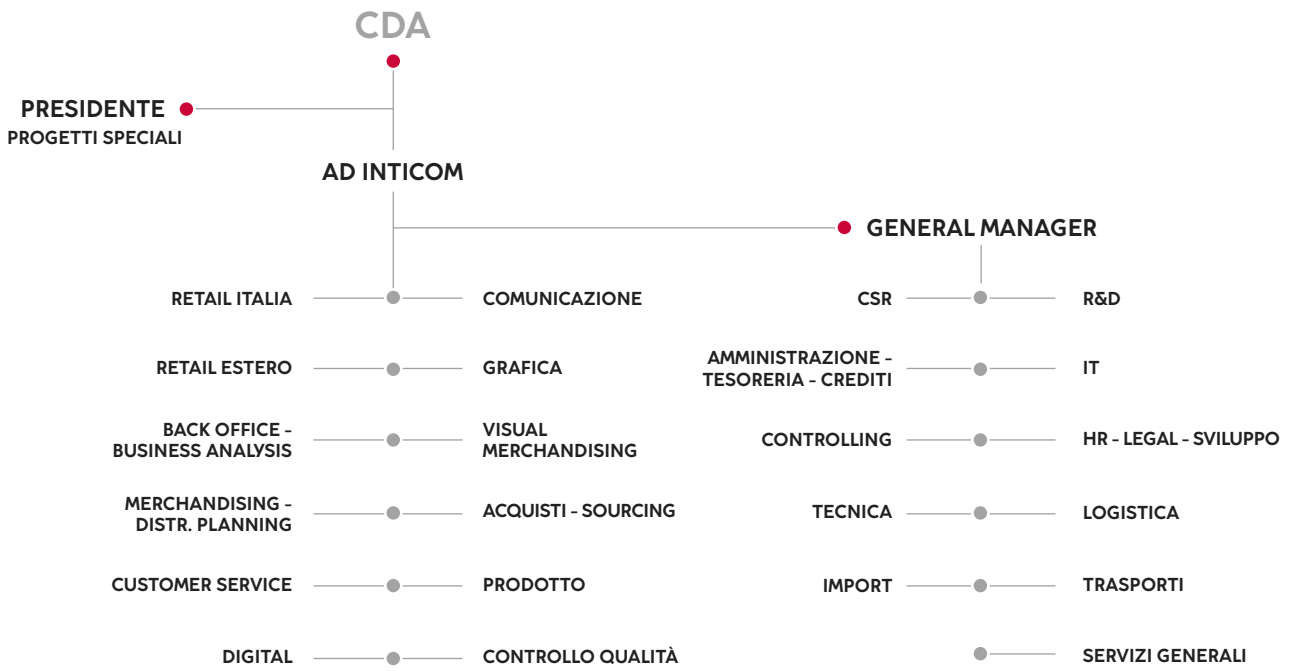 CDA
PRESIDENTE
PROGETTI SPECIALI
AD INTICOM
GENERAL MANAGER
RETAIL ITALIA
COMUNICAZIONE
CSR
R&D
RETAIL ESTERO
GRAFICA
AMMINISTRAZIONE -
TESORERIA - CREDITI
IT
BACK OFFICE -
BUSINESS ANALYSIS
VISUAL
MERCHANDISING
CONTROLLING
HR - LEGAL - SVILUPPO
MERCHANDISING -
DISTR. PLANNING
ACQUISTI - SOURCING
TECNICA
LOGISTICA
CUSTOMER SERVICE
PRODOTTO
IMPORT
TRASPORTI
DIGITAL
CONTROLLO QUALITÀ
SERVIZI GENERALI